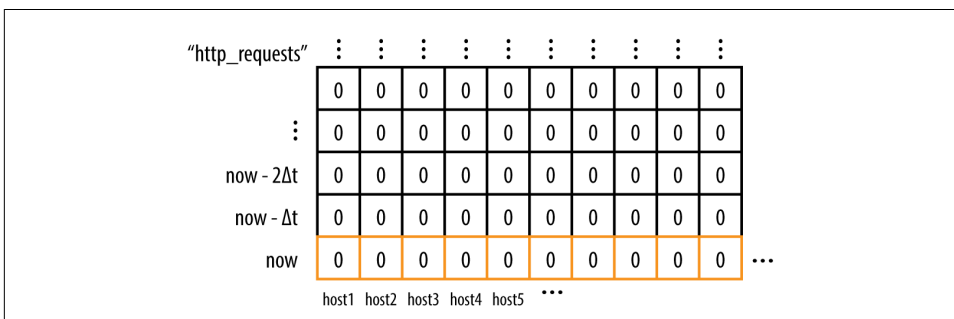 “http_requests” ⋮ ⋮ ⋮ ⋮ ⋮ ⋮ ⋮ ⋮ ⋮ ⋮
0 0 0 0 0 0 0 0 0 0
⋮ 0 0 0 0 0 0 0 0 0 0
now - 2Δt 0 0 0 0 0 0 0 0 0 0
now - Δt 0 0 0 0 0 0 0 0 0 0
now 0 0 0 0 0 0 0 0 0 0 ...
host1 host2 host3 host4 host5 ...